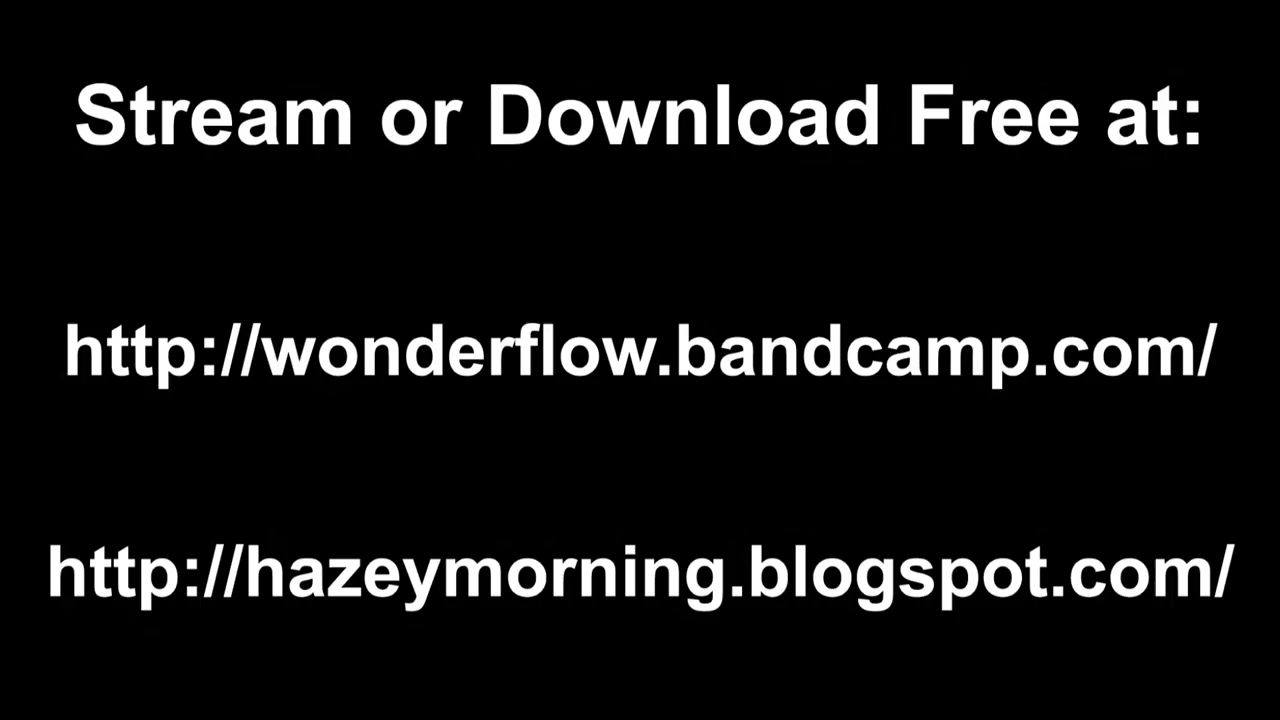 Stream or Download Free at:
http://wonderflow.bandcamp.com/
http://hazeymorning.blogspot.com/